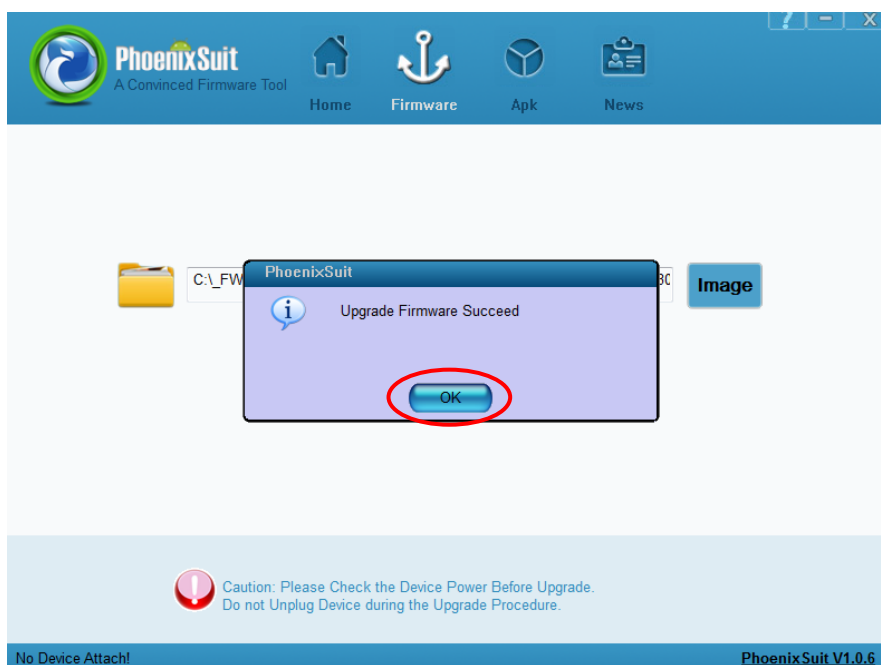 ? - X
PhoenixSuit
A Convinced Firmware Tool
Home Firmware Apk News
PhoenixSuit
C:\_FW
Image
Upgrade Firmware Succeed
OK
Caution: Please Check the Device Power Before Upgrade.
Do not Unplug Device during the Upgrade Procedure.
No Device Attach! PhoenixSuit V1.0.6